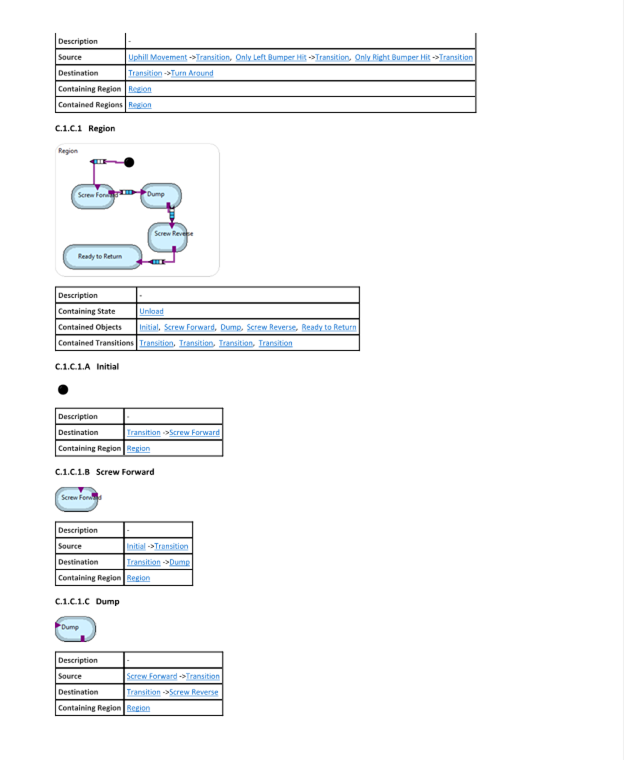 Description -
Source Uphill Movement ->Transition, Only Left Bumper Hit ->Transition, Only Right Bumper Hit ->Transition
Destination Transition ->Turn Around
Containing Region Region
Contained Regions Region
C.1.C.1 Region
Region
Screw Forward Dump
Screw Reverse
Ready to Return
Description -
Containing State Unload
Contained Objects Initial, Screw Forward, Dump, Screw Reverse, Ready to Return
Contained Transitions Transition, Transition, Transition, Transition
C.1.C.1.A Initial
Description -
Destination Transition ->Screw Forward
Containing Region Region
C.1.C.1.B Screw Forward
Screw Forward
Description -
Source Initial ->Transition
Destination Transition ->Dump
Containing Region Region
C.1.C.1.C Dump
Dump
Description -
Source Screw Forward ->Transition
Destination Transition ->Screw Reverse
Containing Region Region